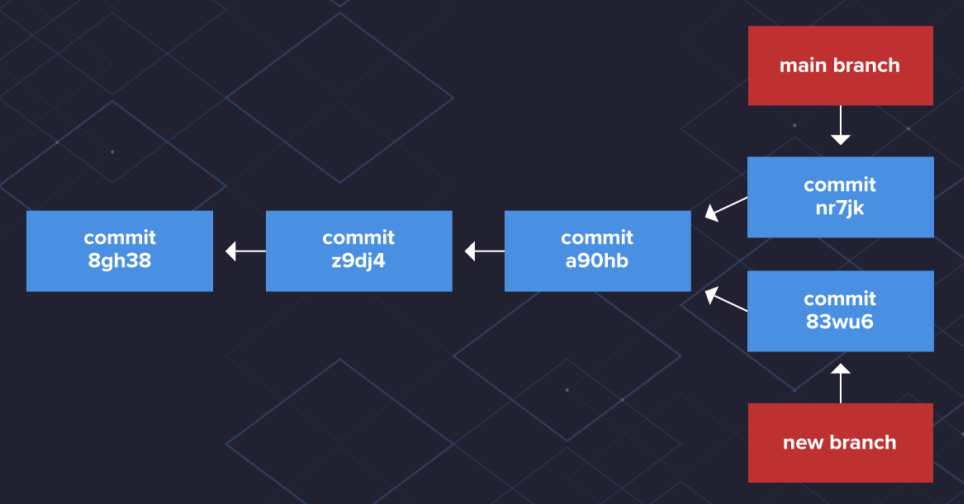 main branch
commit
nr7jk
commit
8gh38
commit
z9dj4
commit
a90hb
commit
83wu6
new branch